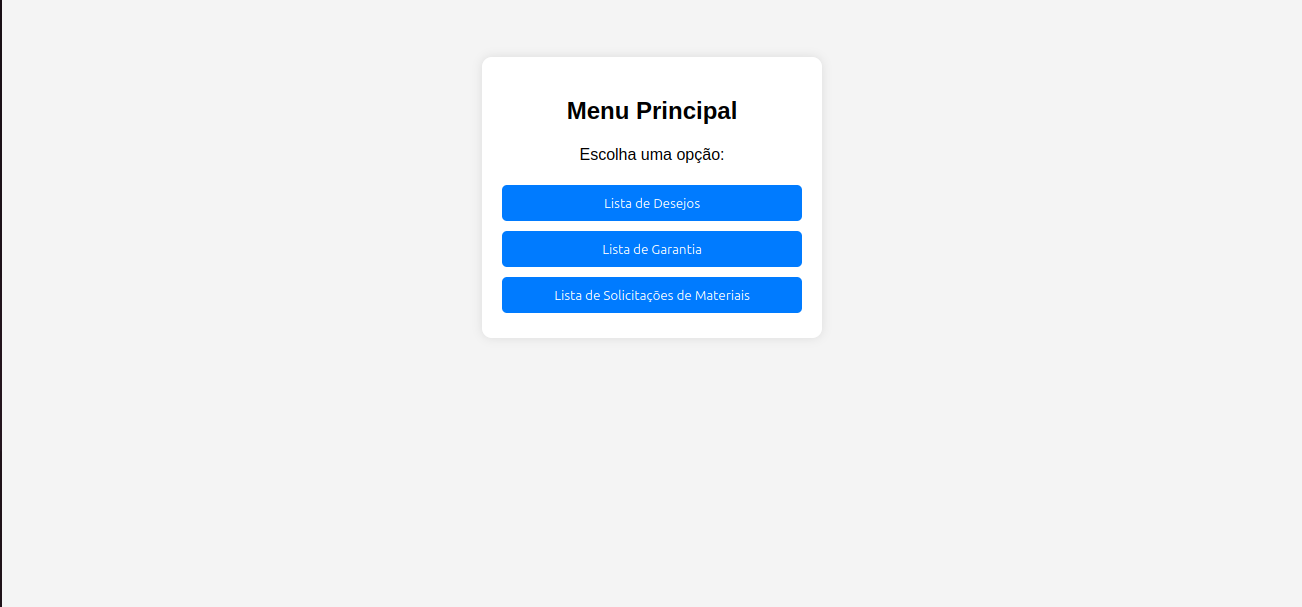 Menu Principal
Escolha uma opção:
Lista de Desejos
Lista de Garantia
Lista de Solicitações de Materiais